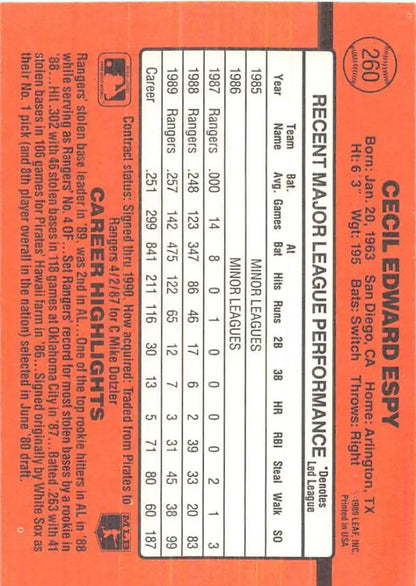 260
CECIL EDWARD ESPY
Born: Jan. 20, 1963 San Diego, CA Home: Arlington, TX
Ht: 6' 3" Wgt: 195 Bats: Switch Throws: Right
© 1989 LEAF, INC.
Printed in USA
RECENT MAJOR LEAGUE PERFORMANCE *Denotes Led League
Year Team Name Bat. Avg. Games At Bat Hits Runs 2B 3B HR RBI Steal Walk SO
1985 MINOR LEAGUES
1986 MINOR LEAGUES
1987 Rangers .000 14 8 0 1 0 0 0 0 2 1 3
1988 Rangers .248 123 347 86 46 17 6 2 39 33 20 83
1989 Rangers .257 142 475 122 65 12 7 3 31 45 38 99
Career .251 299 841 211 116 30 13 5 71 80 60 187
Contract status: Signed thru 1990. How acquired: Traded from Pirates to
Rangers 4/2/87 for C Mike Dotzler
MLB
CAREER HIGHLIGHTS
Rangers' stolen base leader in '89, was 2nd in AL...One of the top rookie hitters in AL in '88
while serving as Rangers' No. 4 OF...Set Rangers' record for most stolen bases by a rookie in
'88...Hit .302 with 46 stolen bases in 118 games at Oklahoma City in '87...Batted .263 with 41
stolen bases in 106 games for Pirates' Hawaii farm in '86...Signed originally by White Sox as
their No. 1 pick (and 8th player overall in the nation) selected in June '80 draft.